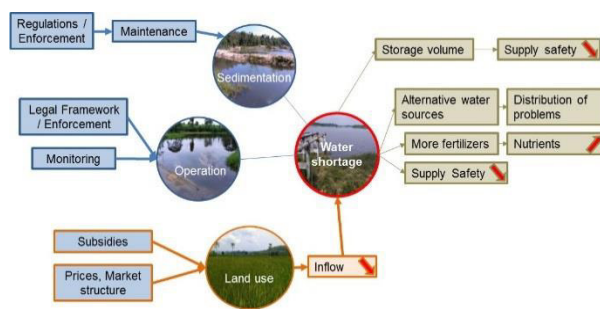 Regulations /
Enforcement
Maintenance
Sedimentation
Storage volume
Supply safety
Legal Framework
/ Enforcement
Monitoring
Operation
Water
shortage
Alternative water
sources
Distribution of
problems
More fertilizers
Nutrients
Supply Safety
Subsidies
Prices, Market
structure
Land use
Inflow